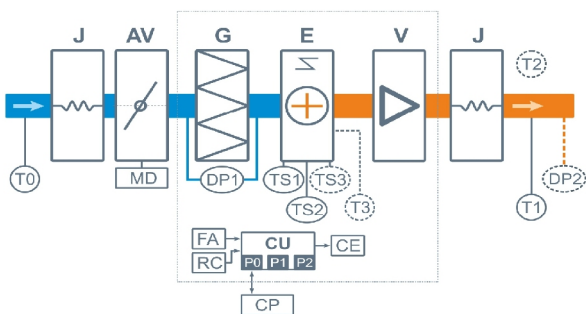 J AV G E V J
T2
T0 MD DP1 TS1 TS3 DP2
TS2 T3 T1
FA CU CE
RC P0 P1 P2
CP